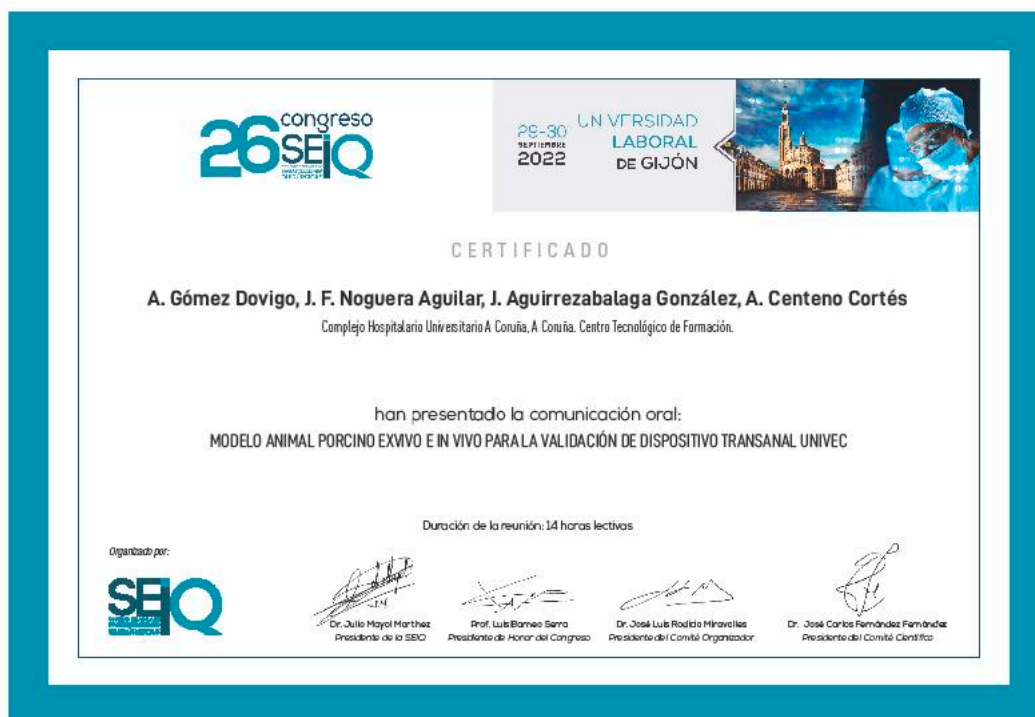 26 congreso
SEIQ
29-30
SEPTIEMBRE
2022
UN VERSIDAD
LABORAL
DE GIJÓN
CERTIFICADO
A. Gómez Dovigo, J. F. Noguera Aguilar, J. Aguirrezabalaga González, A. Centeno Cortés
Complejo Hospitalario Universitario A Coruña, A Coruña. Centro Tecnológico de Formación.
han presentado la comunicación oral:
MODELO ANIMAL PORCINO EXVIVO E IN VIVO PARA LA VALIDACIÓN DE DISPOSITIVO TRANSANAL UNIVEC
Duración de la reunión: 14 horas lectivas
Organizado por:
SEIQ
Dr. Julio Mayol Martínez
Presidente de la SEIQ
Prof. Luis Barneo Serra
Presidente de Honor del Congreso
Dr. José Luis Rodicio Miravalles
Presidente del Comité Organizador
Dr. José Carlos Fernández Fernández
Presidente del Comité Científico